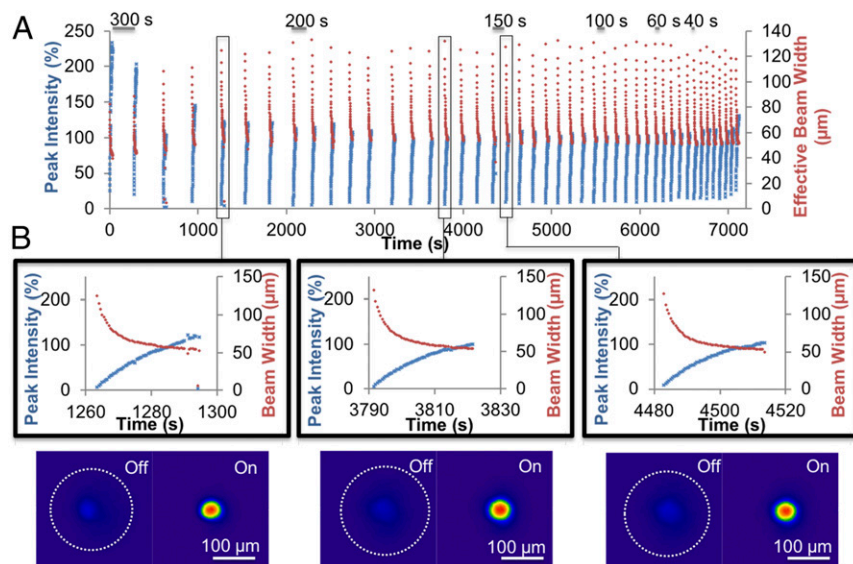 A
300 s 200 s 150 s 100 s 60 s 40 s
Peak Intensity (%)
250
200
150
100
50
0
140
120
100
80
60
40
20
0
Effective Beam Width (µm)
0 1000 2000 3000 4000 5000 6000 7000
Time (s)
B
Peak Intensity (%)
200
100
0
150
100
50
0
Beam Width (µm)
1260 1280 1300
Time (s)
Peak Intensity (%)
200
100
0
150
100
50
0
Beam Width (µm)
3790 3810 3830
Time (s)
Peak Intensity (%)
200
100
0
150
100
50
0
Beam Width (µm)
4480 4500 4520
Time (s)
Off On
100 µm
Off On
100 µm
Off On
100 µm